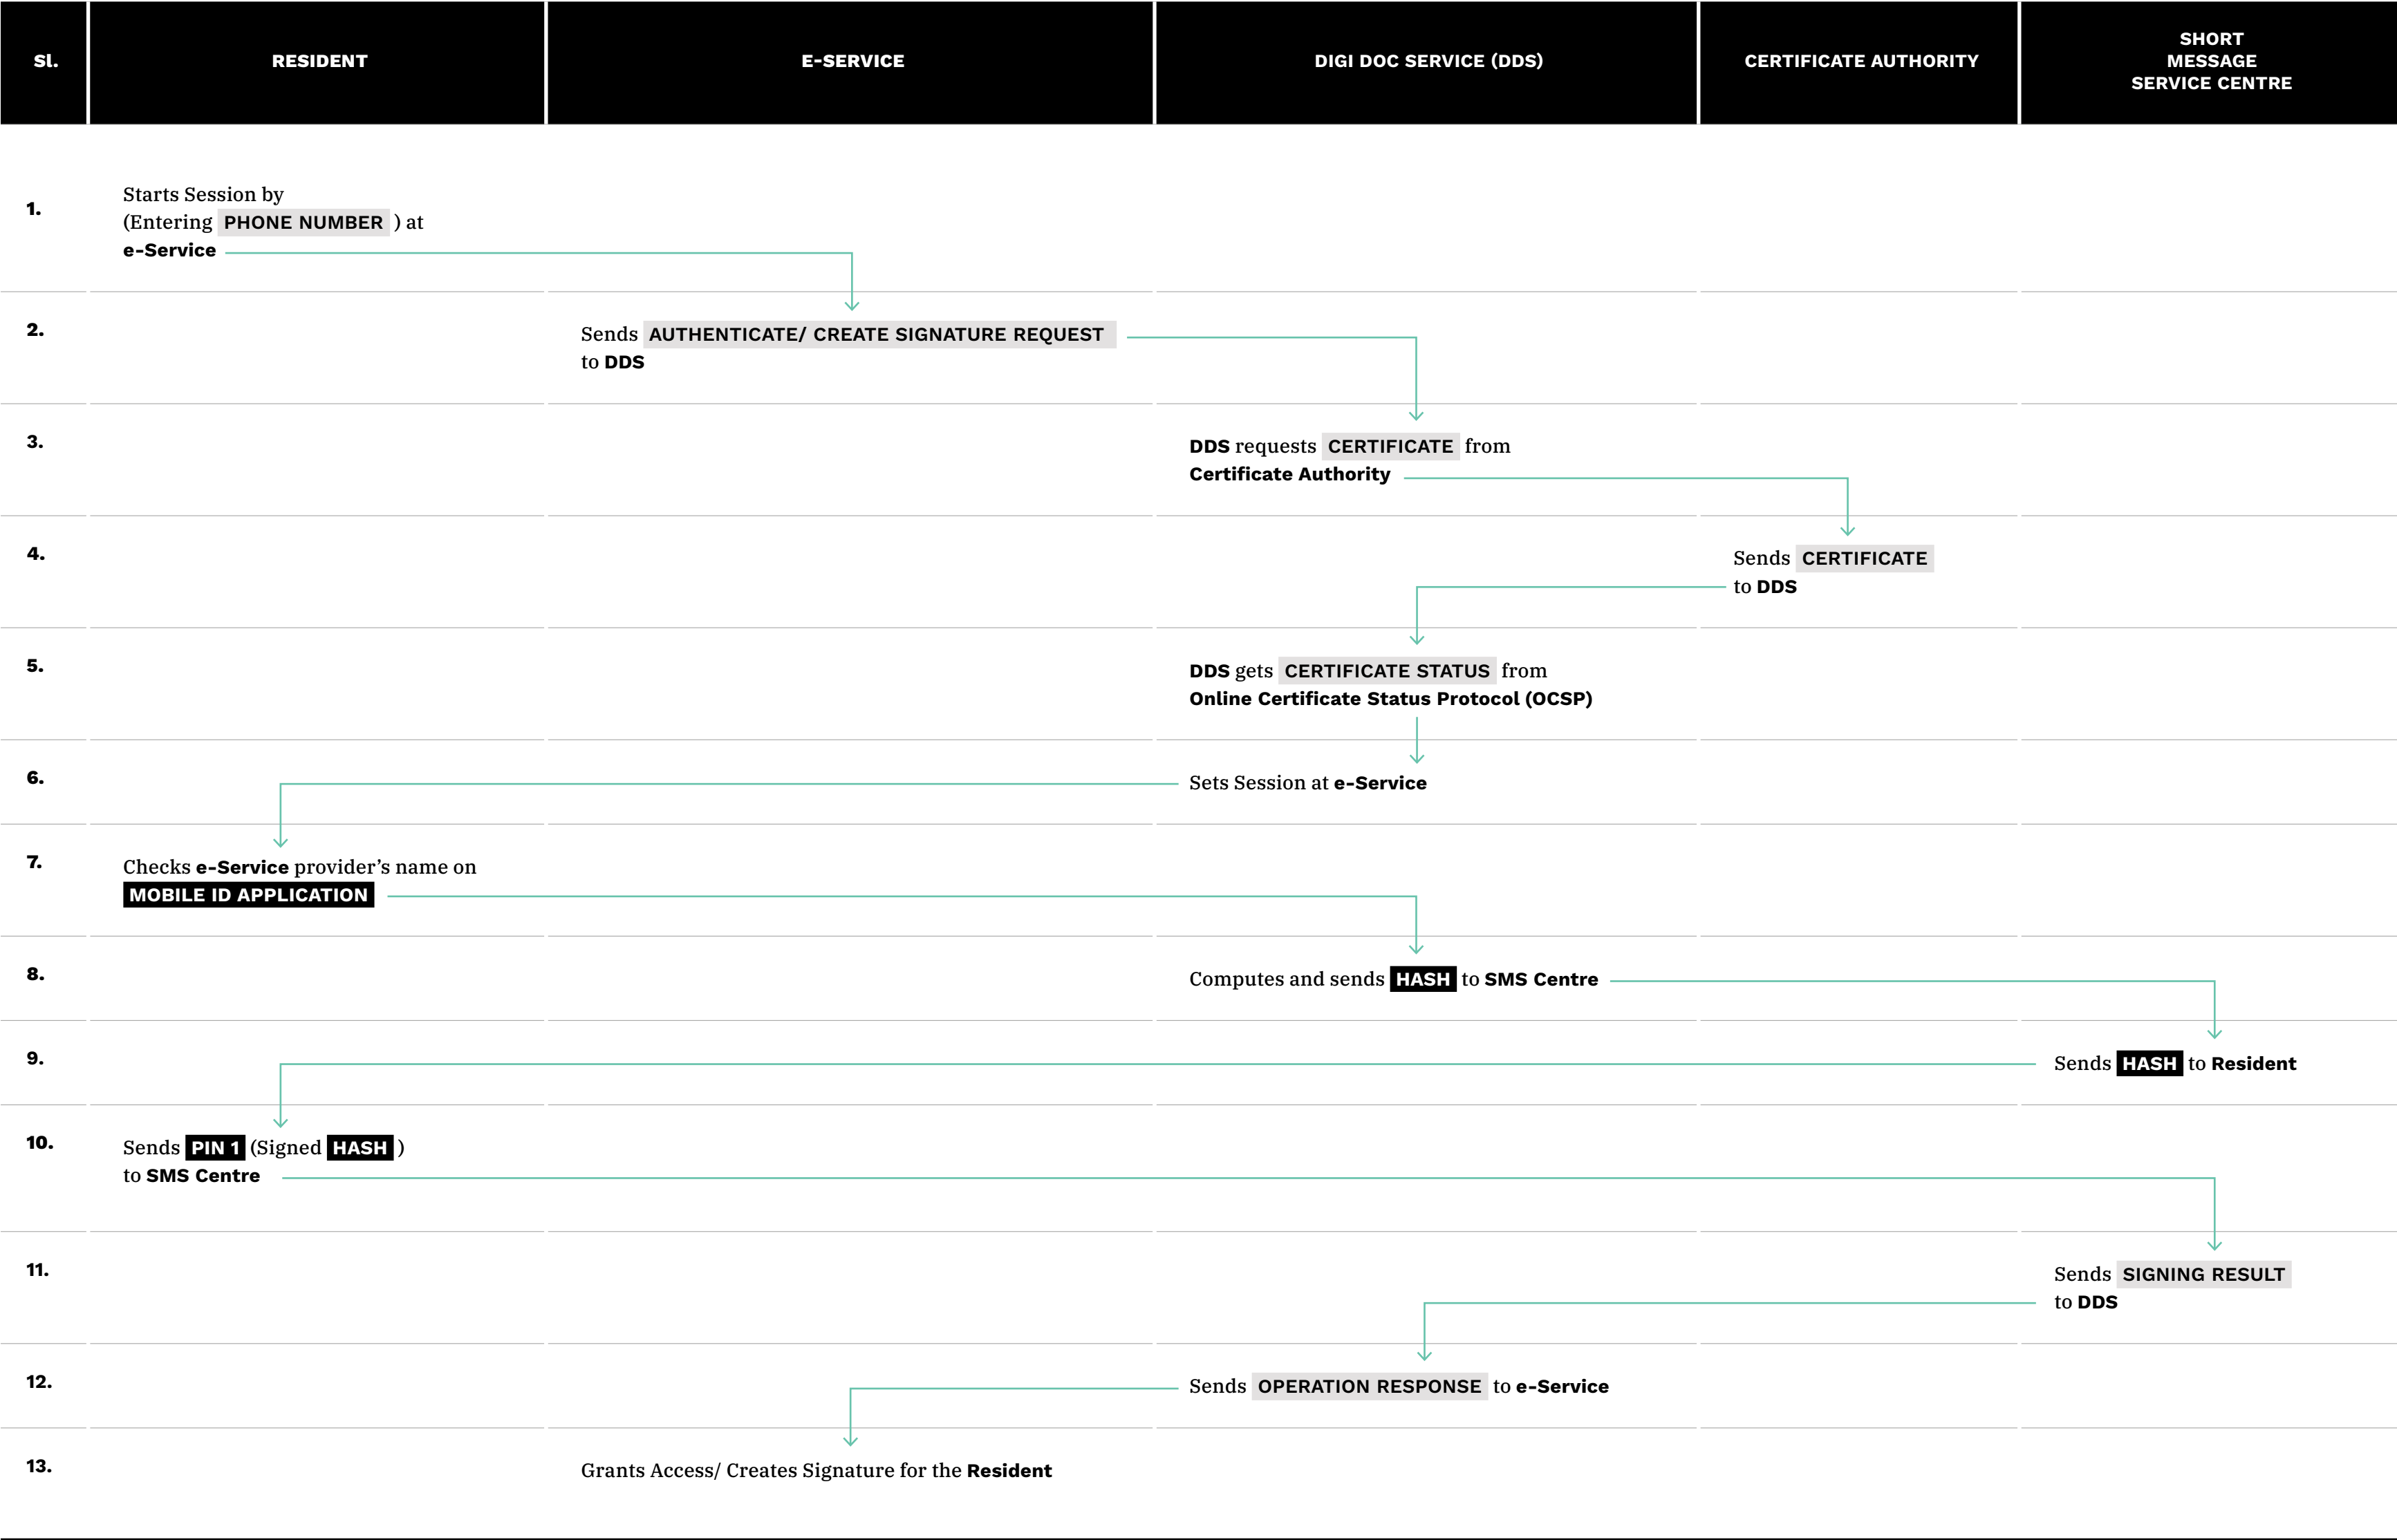 Sl.
RESIDENT
E-SERVICE
DIGI DOC SERVICE (DDS)
CERTIFICATE AUTHORITY
SHORT
MESSAGE
SERVICE CENTRE
1.
Starts Session by
(Entering PHONE NUMBER ) at
e-Service
2.
Sends AUTHENTICATE/ CREATE SIGNATURE REQUEST
to DDS
3.
DDS requests CERTIFICATE from
Certificate Authority
4.
Sends CERTIFICATE
to DDS
5.
DDS gets CERTIFICATE STATUS from
Online Certificate Status Protocol (OCSP)
6.
Sets Session at e-Service
7.
Checks e-Service provider’s name on
MOBILE ID APPLICATION
8.
Computes and sends HASH to SMS Centre
9.
Sends HASH to Resident
10.
Sends PIN 1 (Signed HASH )
to SMS Centre
11.
Sends SIGNING RESULT
to DDS
12.
Sends OPERATION RESPONSE to e-Service
13.
Grants Access/ Creates Signature for the Resident